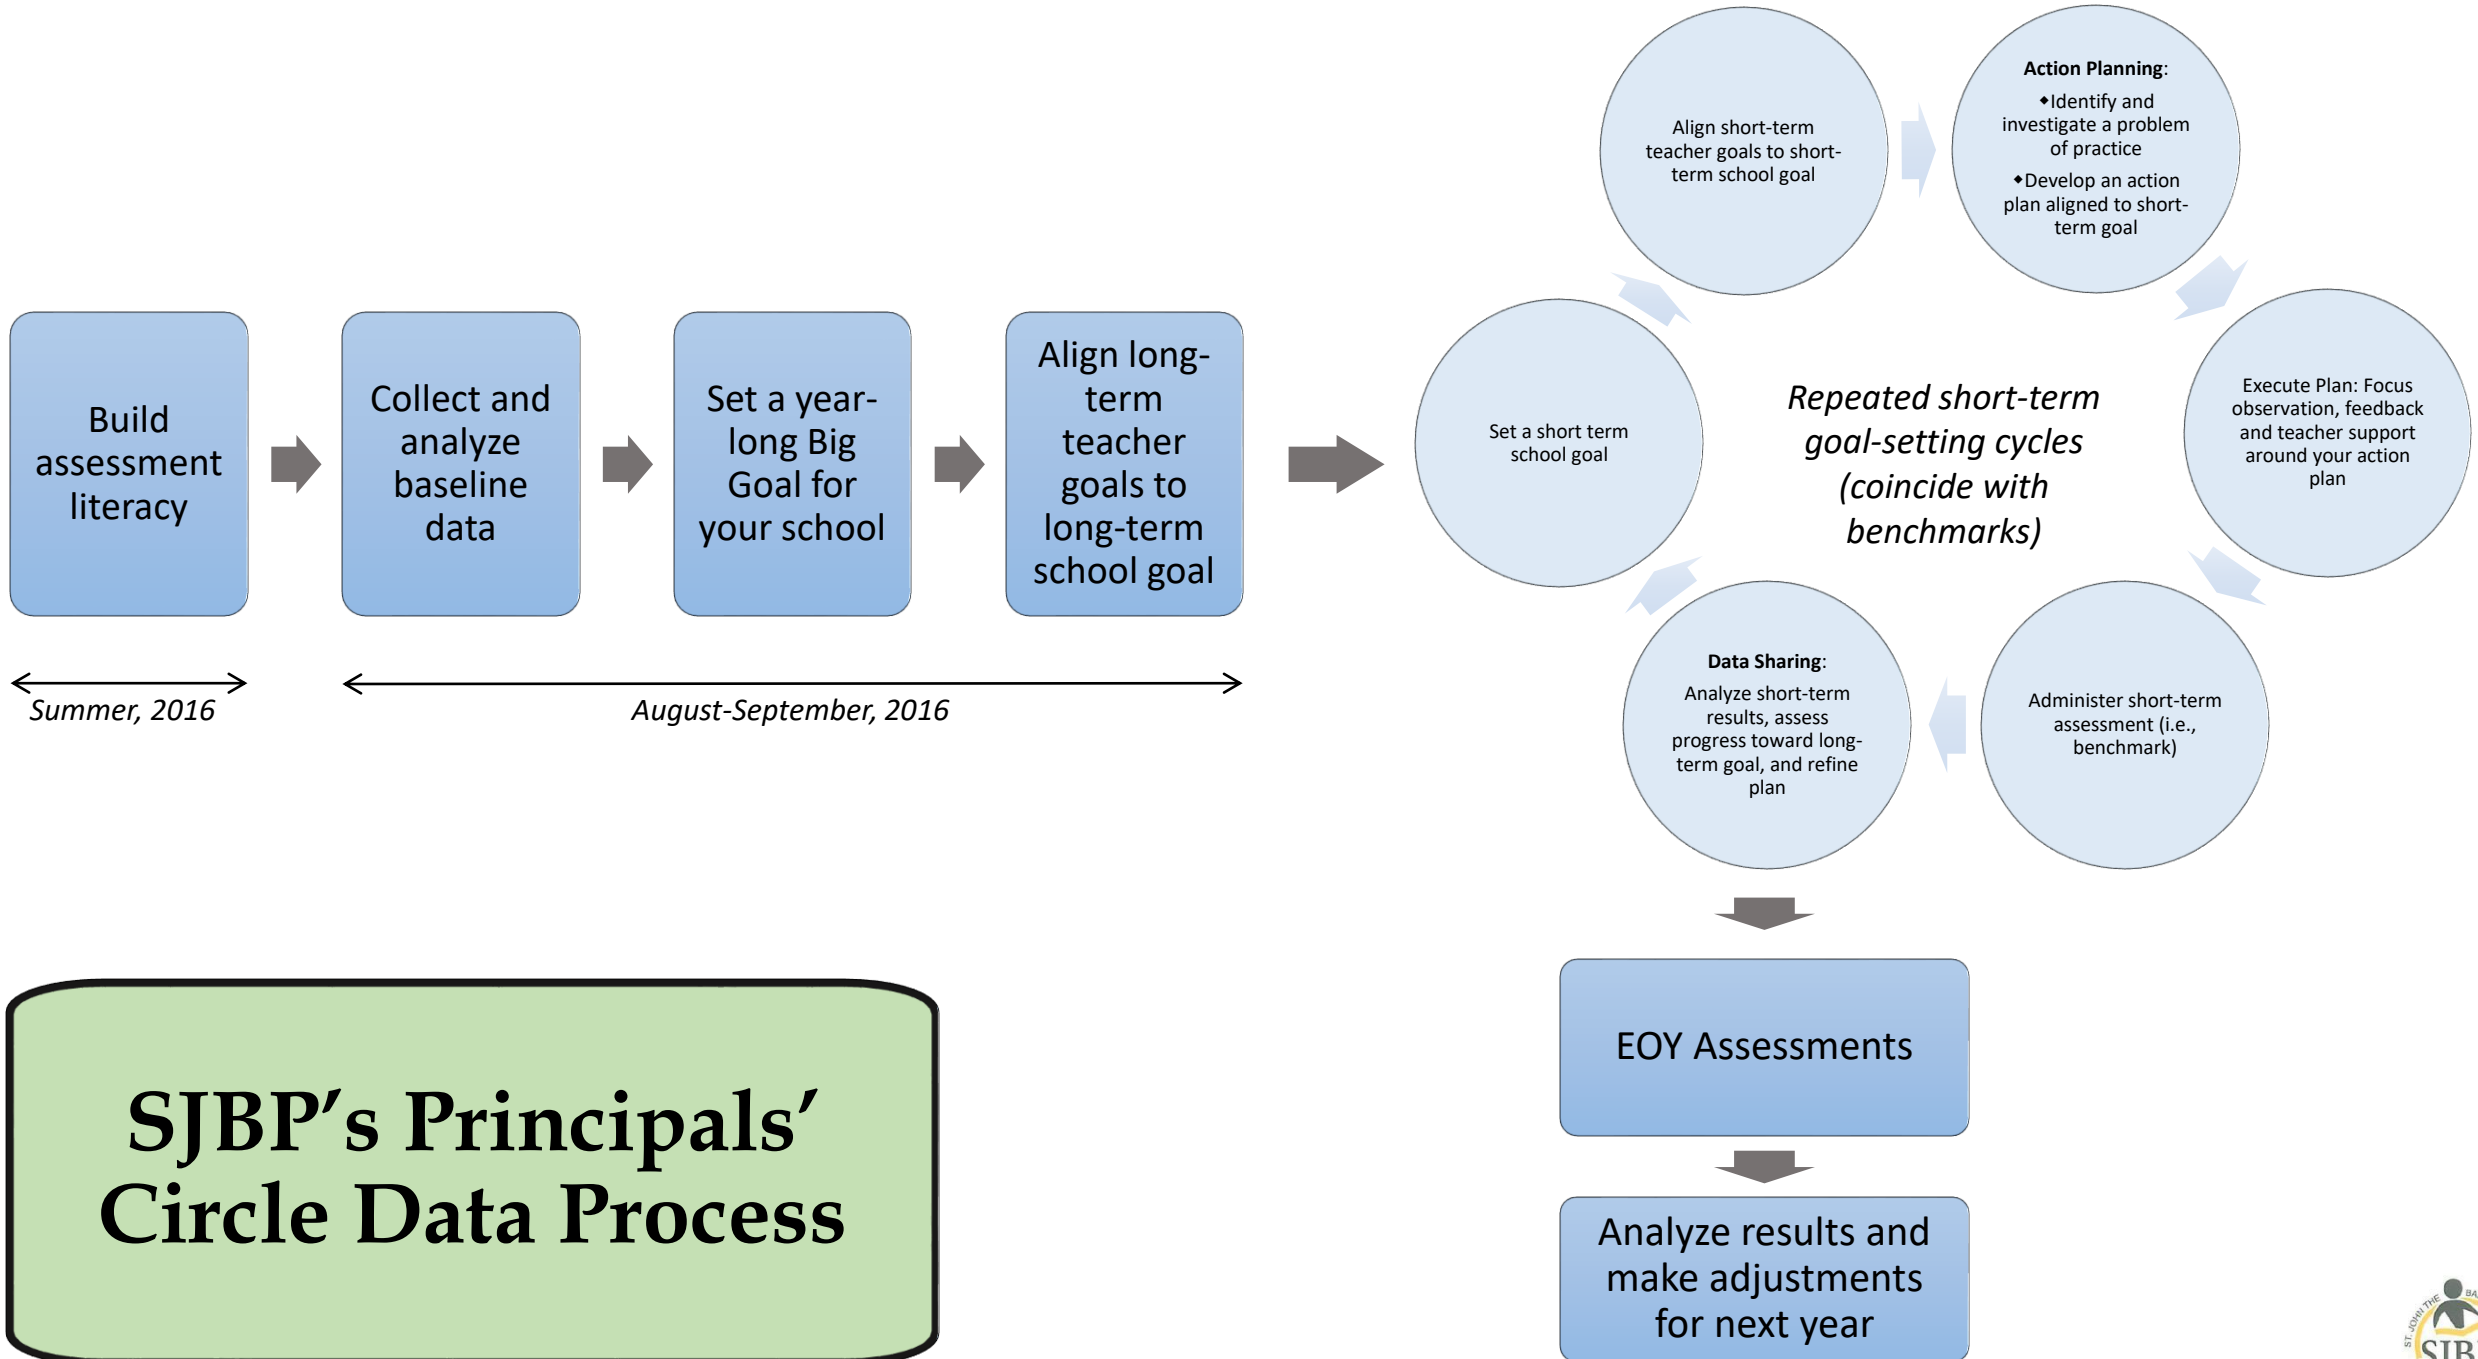 Build
assessment
literacy
Collect and
analyze
baseline
data
Set a year-
long Big
Goal for
your school
Align long-
term
teacher
goals to
long-term
school goal
Summer, 2016
August-September, 2016
Set a short term
school goal
Align short-term
teacher goals to short-
term school goal
Action Planning:
◆Identify and
investigate a problem
of practice
◆Develop an action
plan aligned to short-
term goal
Execute Plan: Focus
observation, feedback
and teacher support
around your action
plan
Administer short-term
assessment (i.e.,
benchmark)
Data Sharing:
Analyze short-term
results, assess
progress toward long-
term goal, and refine
plan
Repeated short-term
goal-setting cycles
(coincide with
benchmarks)
EOY Assessments
Analyze results and
make adjustments
for next year
SJBP’s Principals’
Circle Data Process
ST. JOHN THE